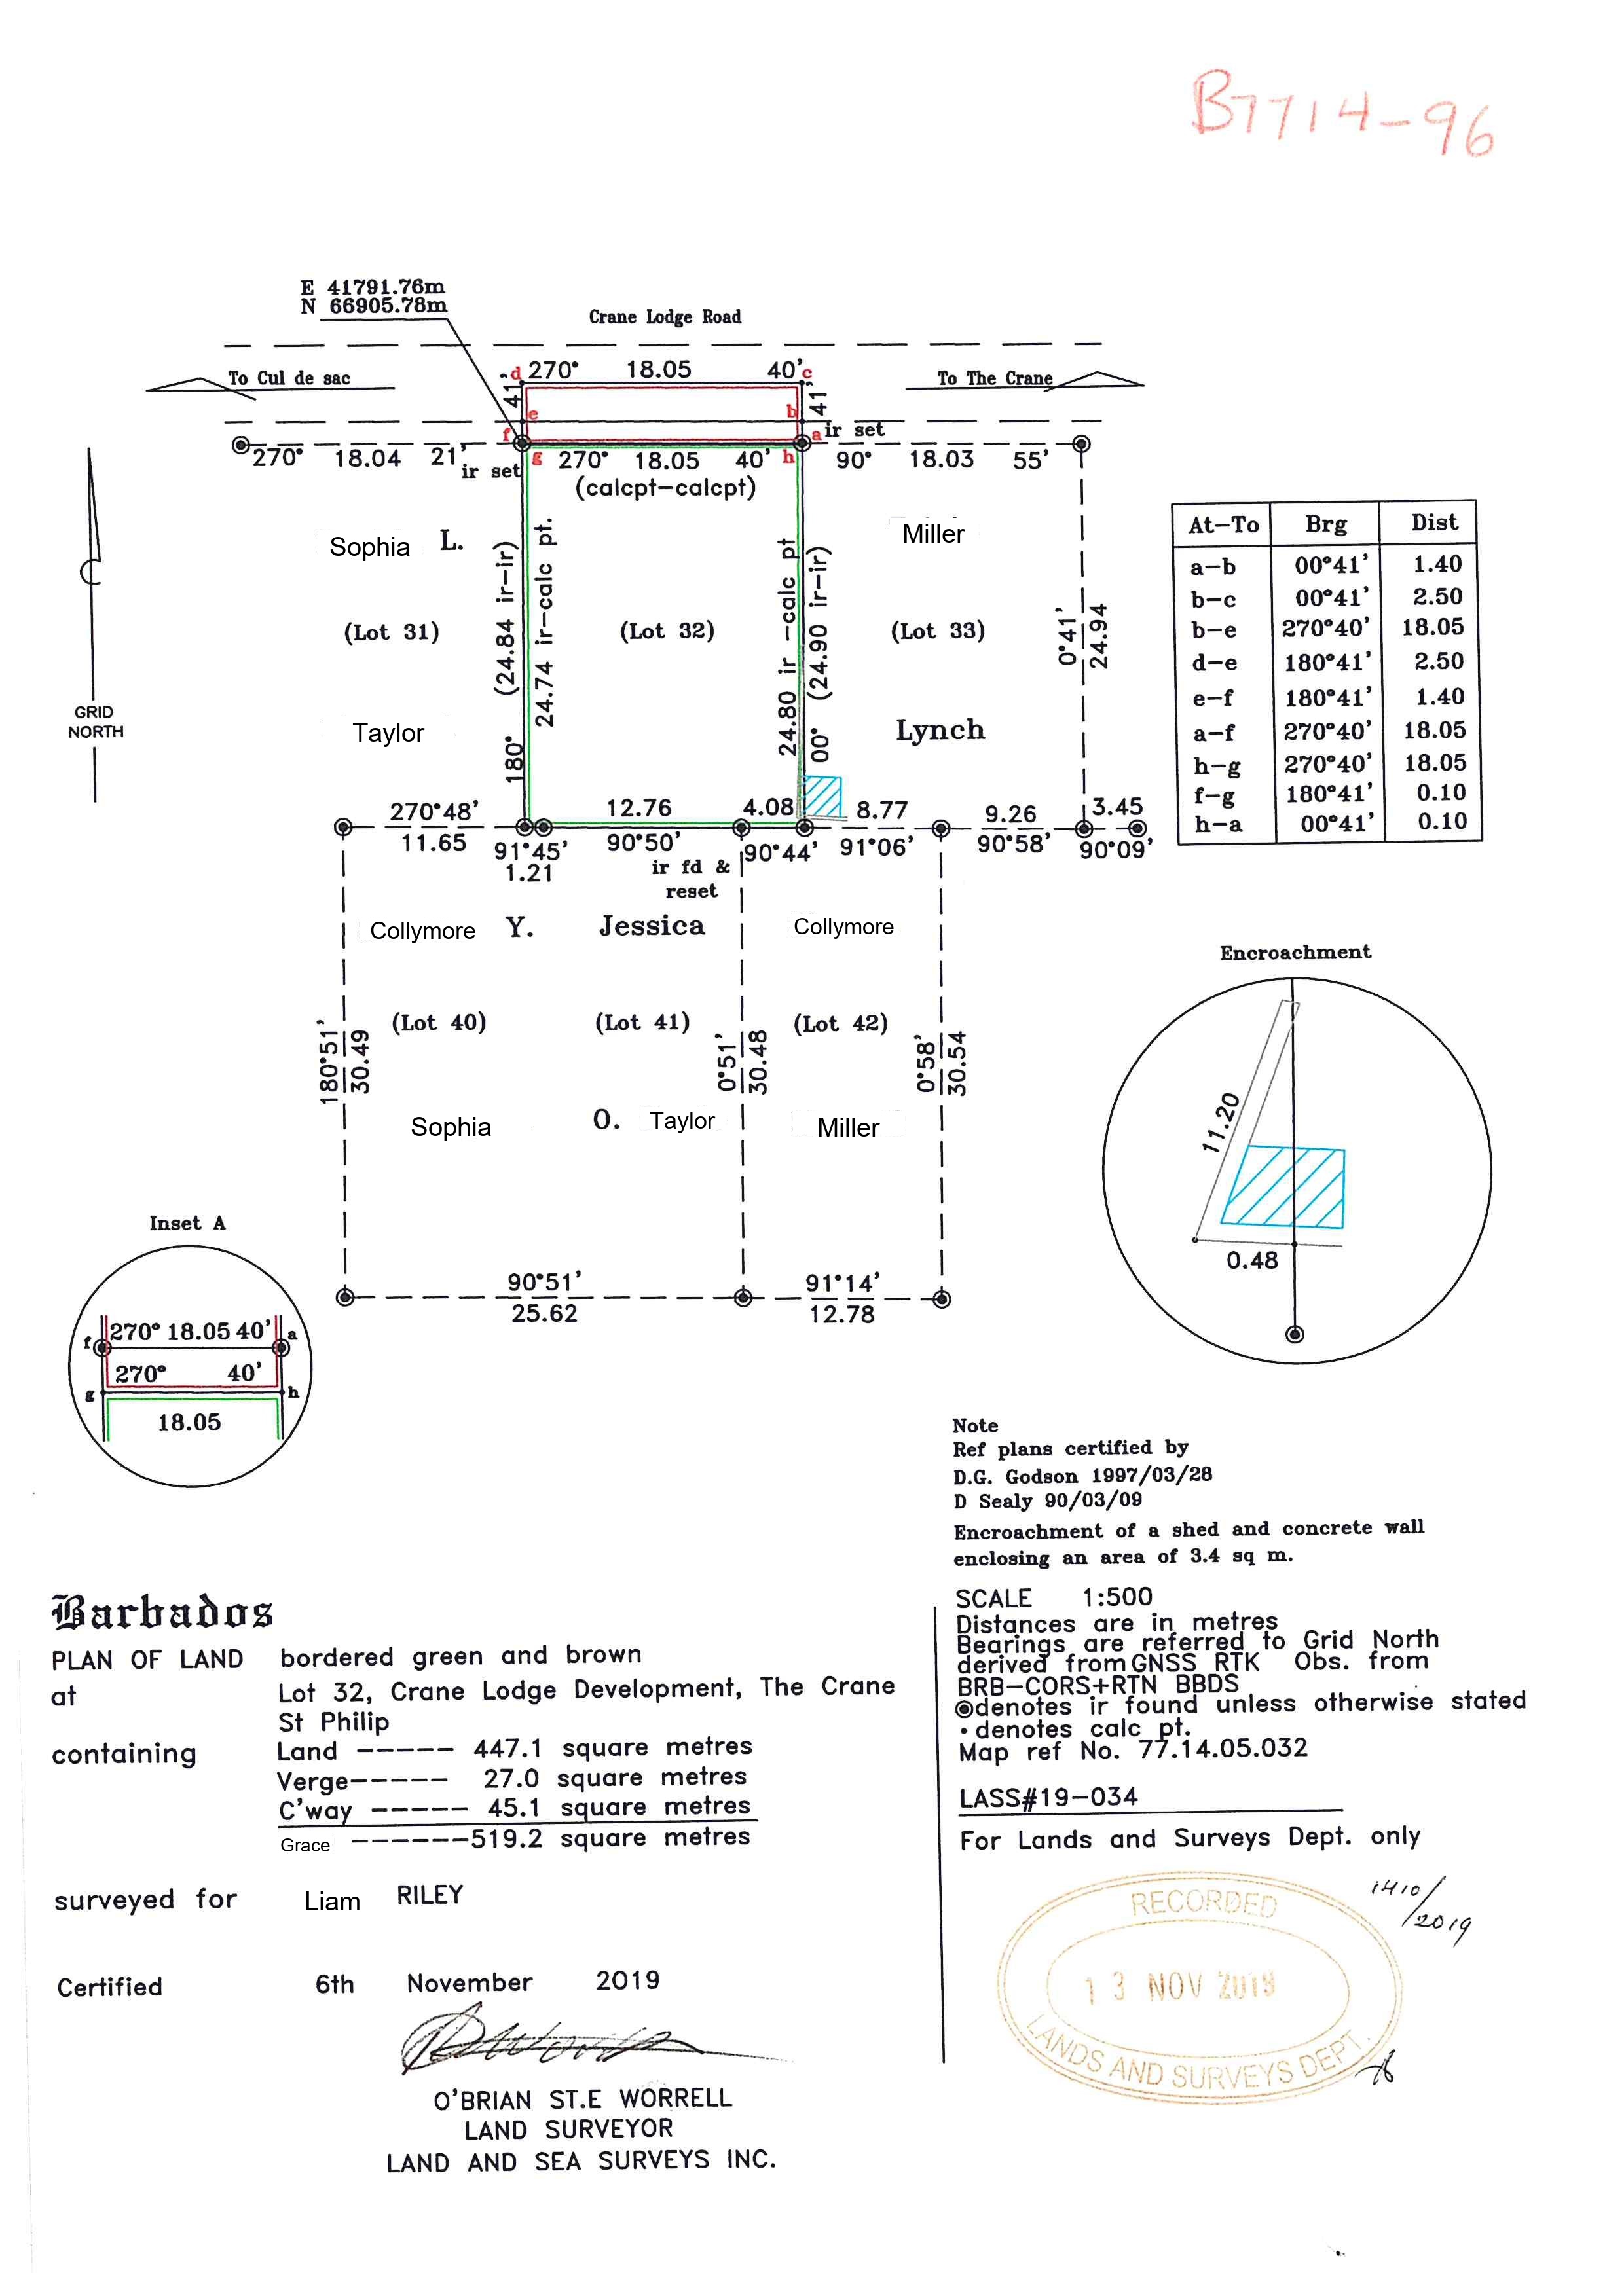 B7714-96
E 41791.76m
N 66905.78m
Crane Lodge Road
To Cul de sac
To The Crane
d 270° 18.05 40' c
41'
41'
e
b
f
a ir set
270° 18.04 21'
ir set
g 270° 18.05 40' h
(calcpt-calcpt)
90° 18.03 55'
Sophia L.
Miller
(Lot 31)
(Lot 32)
(Lot 33)
Taylor
Lynch
180° (24.84 ir-ir)
24.74 ir-calc pt.
24.80 ir -calc pt
00° (24.90 ir-ir)
0°41'
24.94
GRID
NORTH
At-To Brg Dist
a-b 00°41' 1.40
b-c 00°41' 2.50
b-e 270°40' 18.05
d-e 180°41' 2.50
e-f 180°41' 1.40
a-f 270°40' 18.05
h-g 270°40' 18.05
f-g 180°41' 0.10
h-a 00°41' 0.10
270°48' 12.76 4.08 8.77 9.26 3.45
11.65 91°45' 90°50' 90°44' 91°06' 90°58' 90°09'
1.21
ir fd &
reset
Collymore Y. Jessica Collymore
(Lot 40) (Lot 41) (Lot 42)
180°51'
30.49
0°51'
30.48
0°58'
30.54
Sophia O. Taylor Miller
90°51' 91°14'
25.62 12.78
Encroachment
11.20
0.48
Inset A
f 270° 18.05 40' a
270° 40'
g h
18.05
Note
Ref plans certified by
D.G. Godson 1997/03/28
D Sealy 90/03/09
Encroachment of a shed and concrete wall
enclosing an area of 3.4 sq m.
SCALE 1:500
Distances are in metres
Bearings are referred to Grid North
derived from GNSS RTK Obs. from
BRB-CORS+RTN BBDS
denotes ir found unless otherwise stated
• denotes calc pt.
Map ref No. 77.14.05.032
LASS#19-034
For Lands and Surveys Dept. only
1410/
2019
RECORDED
13 NOV 2019
LANDS AND SURVEYS DEPT.
Barbados
PLAN OF LAND bordered green and brown
at Lot 32, Crane Lodge Development, The Crane
St Philip
containing Land ----- 447.1 square metres
Verge----- 27.0 square metres
C'way ----- 45.1 square metres
Grace ------519.2 square metres
surveyed for Liam RILEY
Certified 6th November 2019
O'BRIAN ST.E WORRELL
LAND SURVEYOR
LAND AND SEA SURVEYS INC.